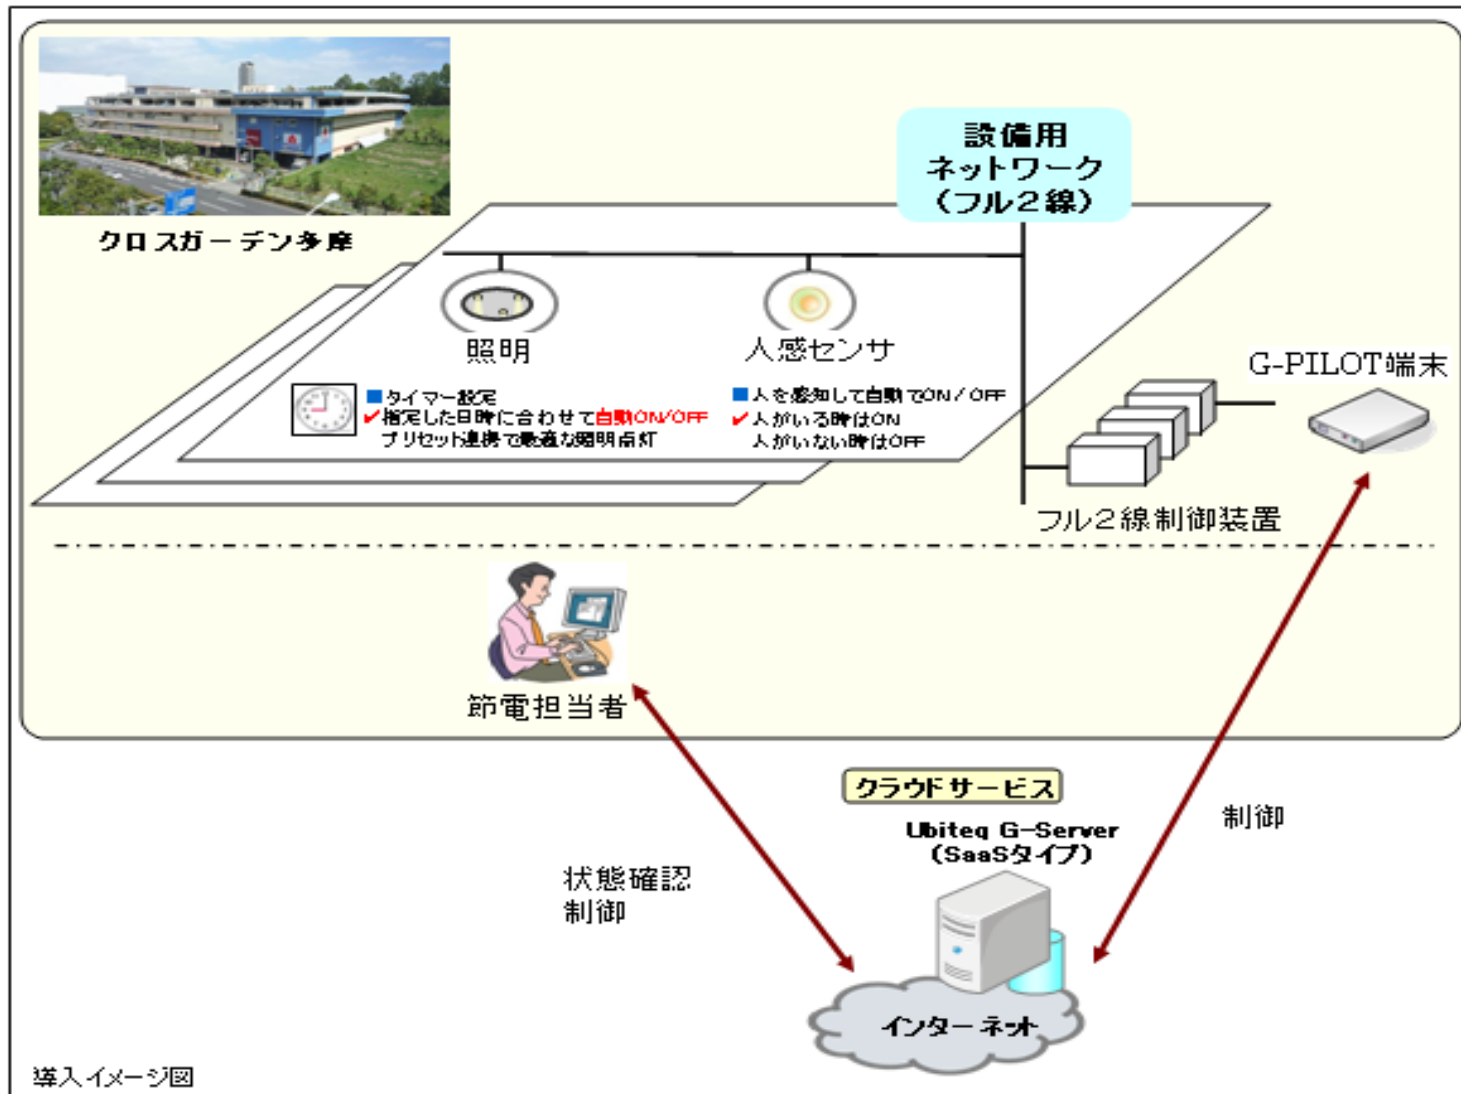 クロスガーデン多摩
設備用
ネットワーク
(フル2線)
照明
人感センサ
■タイマー設定
✔指定した日時に合わせて自動ON/OFF
プリセット連携で最適な照明点灯
■人を感知して自動でON/OFF
✔人がいる時はON
人がいない時はOFF
G-PILOT端末
フル2線制御装置
節電担当者
クラウドサービス
Ubiteq G-Server
(SaaSタイプ)
制御
状態確認
制御
インターネット
導入イメージ図